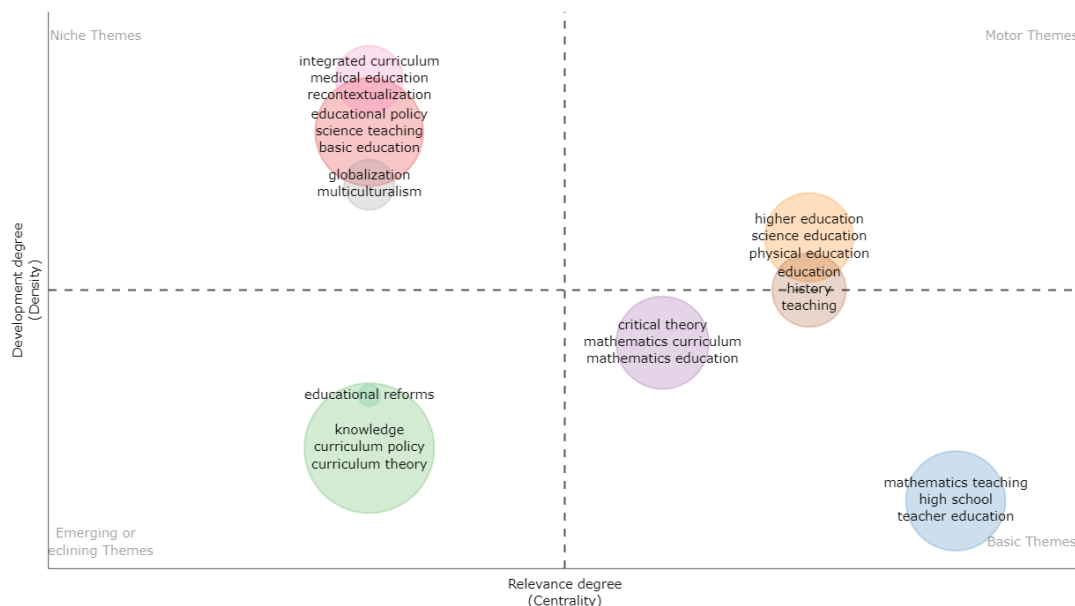 Niche Themes
Motor Themes
integrated curriculum
medical education
recontextualization
educational policy
science teaching
basic education
globalization
multiculturalism
higher education
science education
physical education
education
history
teaching
critical theory
mathematics curriculum
mathematics education
educational reforms
knowledge
curriculum policy
curriculum theory
mathematics teaching
high school
teacher education
Emerging or
eclining Themes
Basic Themes
Development degree
(Density)
Relevance degree
(Centrality)